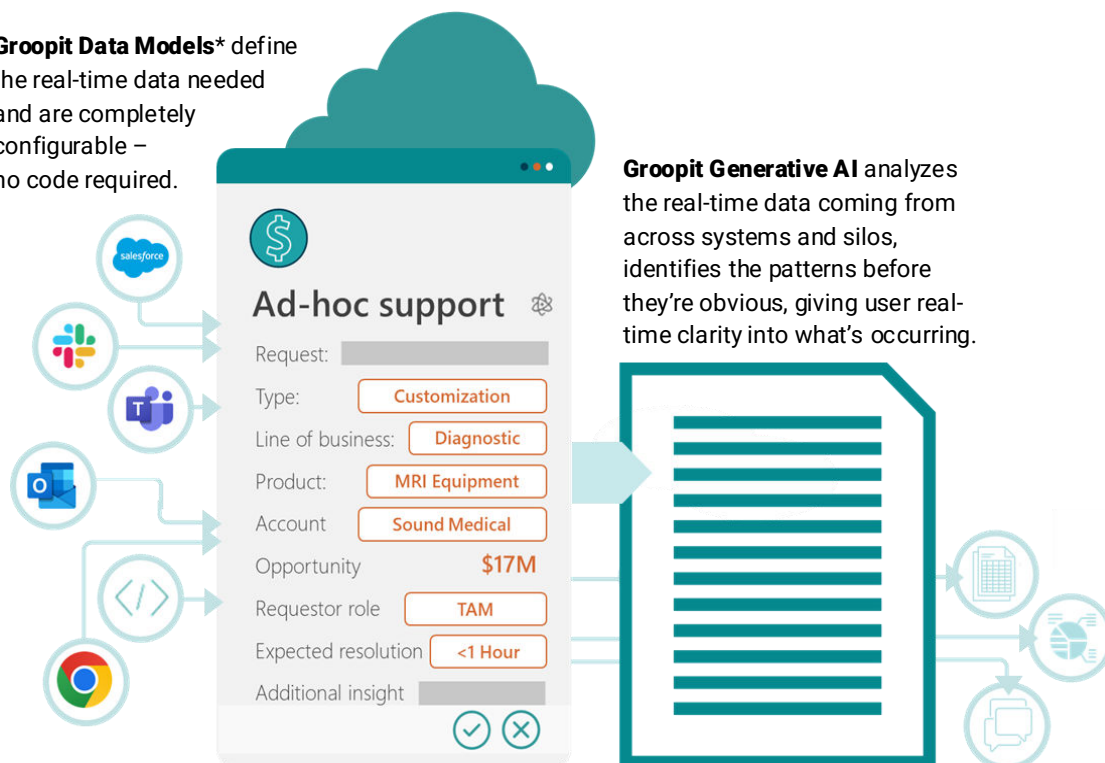 Groopit Data Models* define
the real-time data needed
and are completely
configurable –
no code required.
Groopit Generative AI analyzes
the real-time data coming from
across systems and silos,
identifies the patterns before
they're obvious, giving user real-
time clarity into what's occurring.
salesforce
Ad-hoc support
Request:
Type: Customization
Line of business: Diagnostic
Product: MRI Equipment
Account Sound Medical
Opportunity $17M
Requestor role TAM
Expected resolution <1 Hour
Additional insight